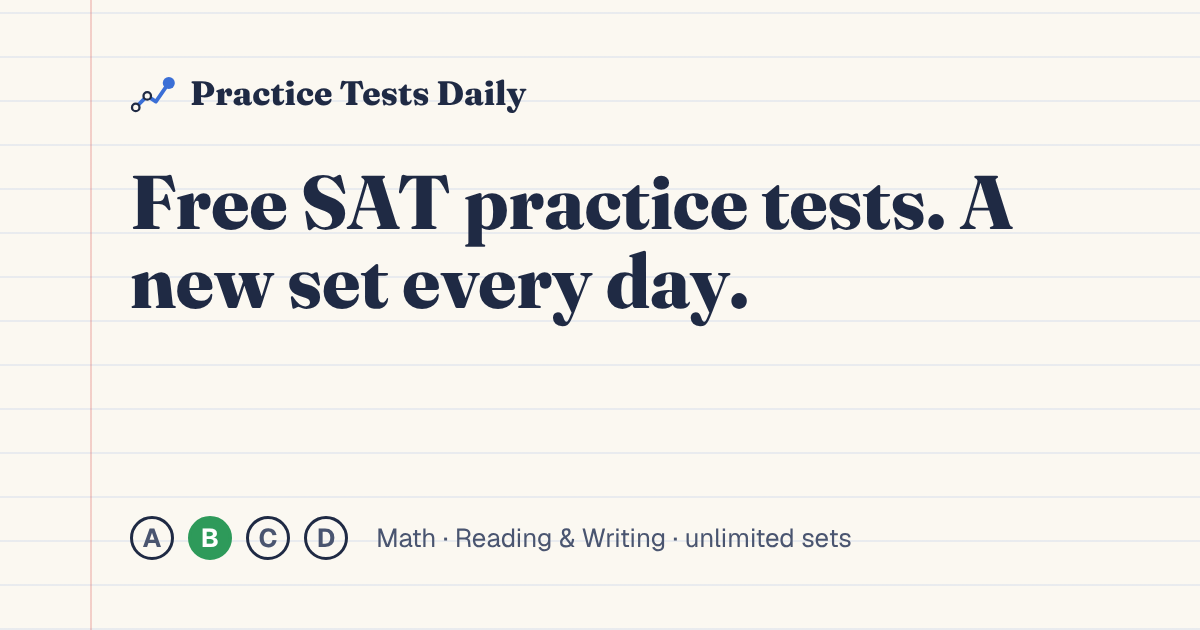 Practice Tests Daily
Free SAT practice tests. A
new set every day.
A B C D Math · Reading & Writing · unlimited sets